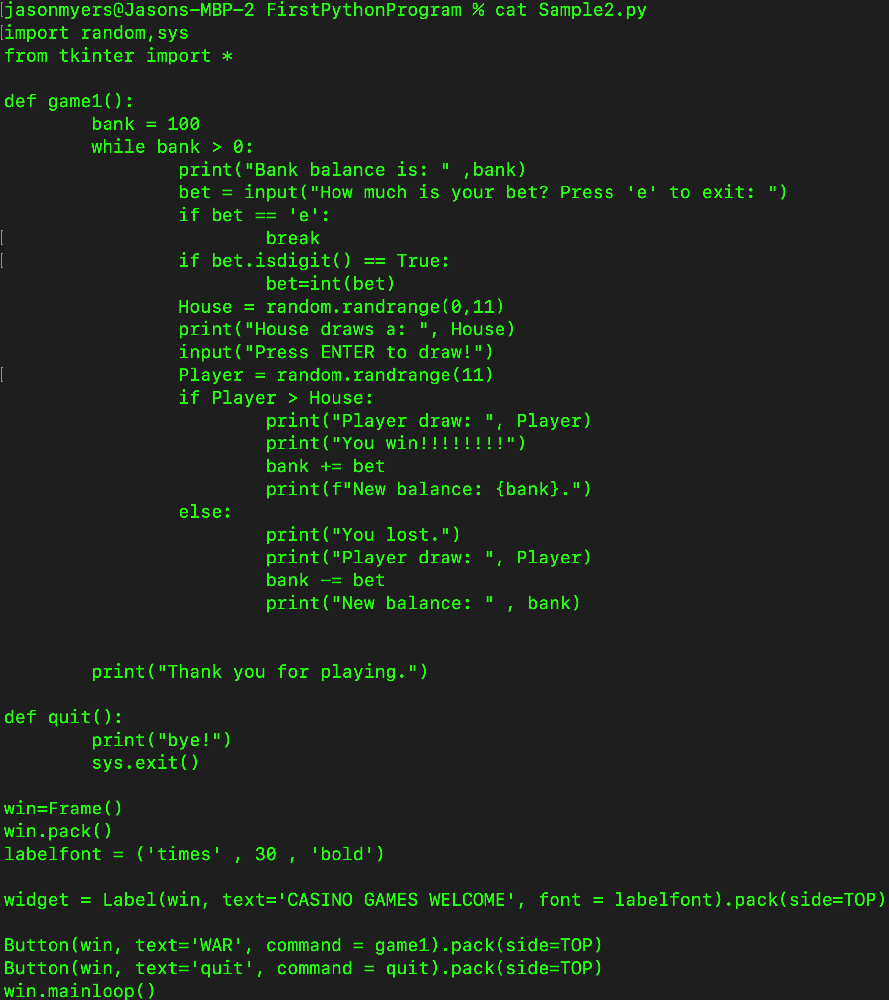 jasonmyers@Jasons-MBP-2 FirstPythonProgram % cat Sample2.py
import random,sys
from tkinter import *

def game1():
        bank = 100
        while bank > 0:
                print("Bank balance is: " ,bank)
                bet = input("How much is your bet? Press 'e' to exit: ")
                if bet == 'e':
                        break
                if bet.isdigit() == True:
                        bet=int(bet)
                House = random.randrange(0,11)
                print("House draws a: ", House)
                input("Press ENTER to draw!")
                Player = random.randrange(11)
                if Player > House:
                        print("Player draw: ", Player)
                        print("You win!!!!!!!!")
                        bank += bet
                        print(f"New balance: {bank}.")
                else:
                        print("You lost.")
                        print("Player draw: ", Player)
                        bank -= bet
                        print("New balance: " , bank)


        print("Thank you for playing.")

def quit():
        print("bye!")
        sys.exit()

win=Frame()
win.pack()
labelfont = ('times' , 30 , 'bold')

widget = Label(win, text='CASINO GAMES WELCOME', font = labelfont).pack(side=TOP)

Button(win, text='WAR', command = game1).pack(side=TOP)
Button(win, text='quit', command = quit).pack(side=TOP)
win.mainloop()